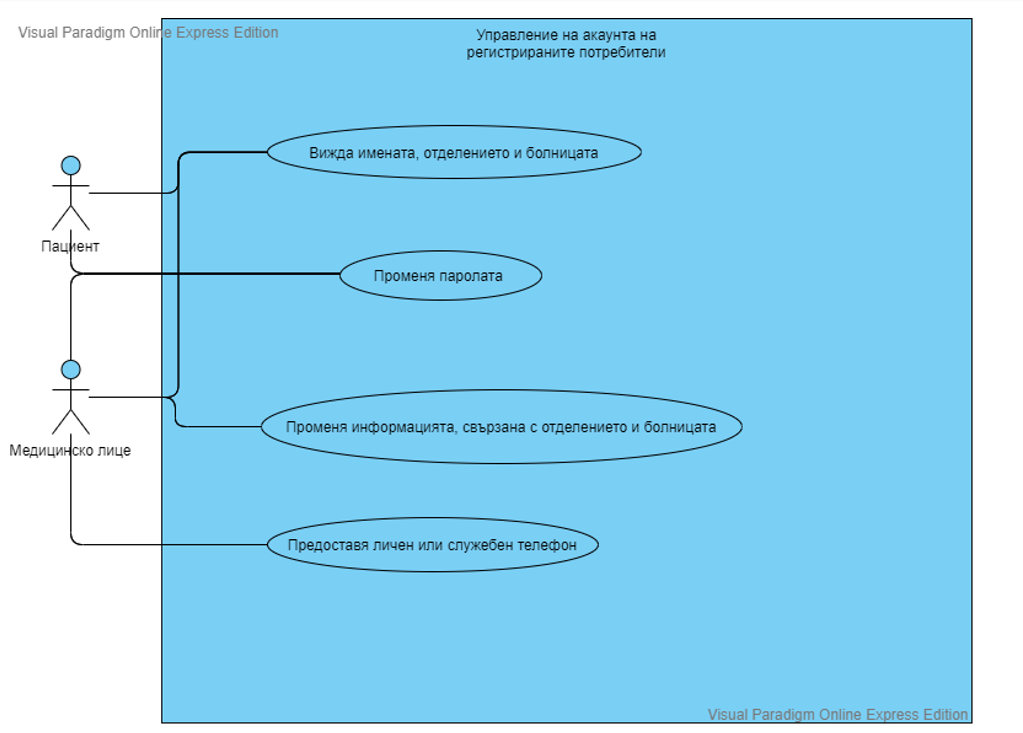 Visual Paradigm Online Express Edition
Управление на акаунта на
регистрираните потребители
Вижда имената, отделението и болницата
Пациент
Променя паролата
Променя информацията, свързана с отделението и болницата
Медицинско лице
Предоставя личен или служебен телефон
Visual Paradigm Online Express Edition